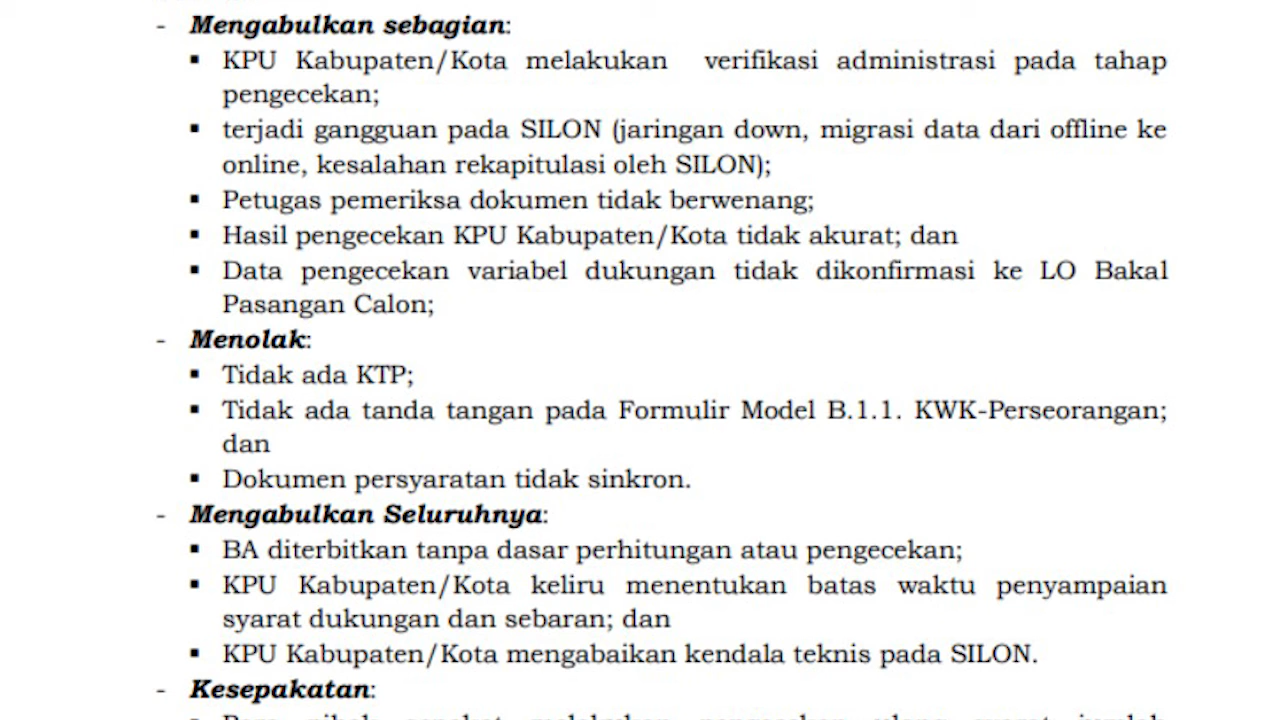 - Mengabulkan sebagian:
▪ KPU Kabupaten/Kota melakukan verifikasi administrasi pada tahap
pengecekan;
▪ terjadi gangguan pada SILON (jaringan down, migrasi data dari offline ke
online, kesalahan rekapitulasi oleh SILON);
▪ Petugas pemeriksa dokumen tidak berwenang;
▪ Hasil pengecekan KPU Kabupaten/Kota tidak akurat; dan
▪ Data pengecekan variabel dukungan tidak dikonfirmasi ke LO Bakal
Pasangan Calon;
- Menolak:
▪ Tidak ada KTP;
▪ Tidak ada tanda tangan pada Formulir Model B.1.1. KWK-Perseorangan;
dan
▪ Dokumen persyaratan tidak sinkron.
- Mengabulkan Seluruhnya:
▪ BA diterbitkan tanpa dasar perhitungan atau pengecekan;
▪ KPU Kabupaten/Kota keliru menentukan batas waktu penyampaian
syarat dukungan dan sebaran; dan
▪ KPU Kabupaten/Kota mengabaikan kendala teknis pada SILON.
- Kesepakatan: